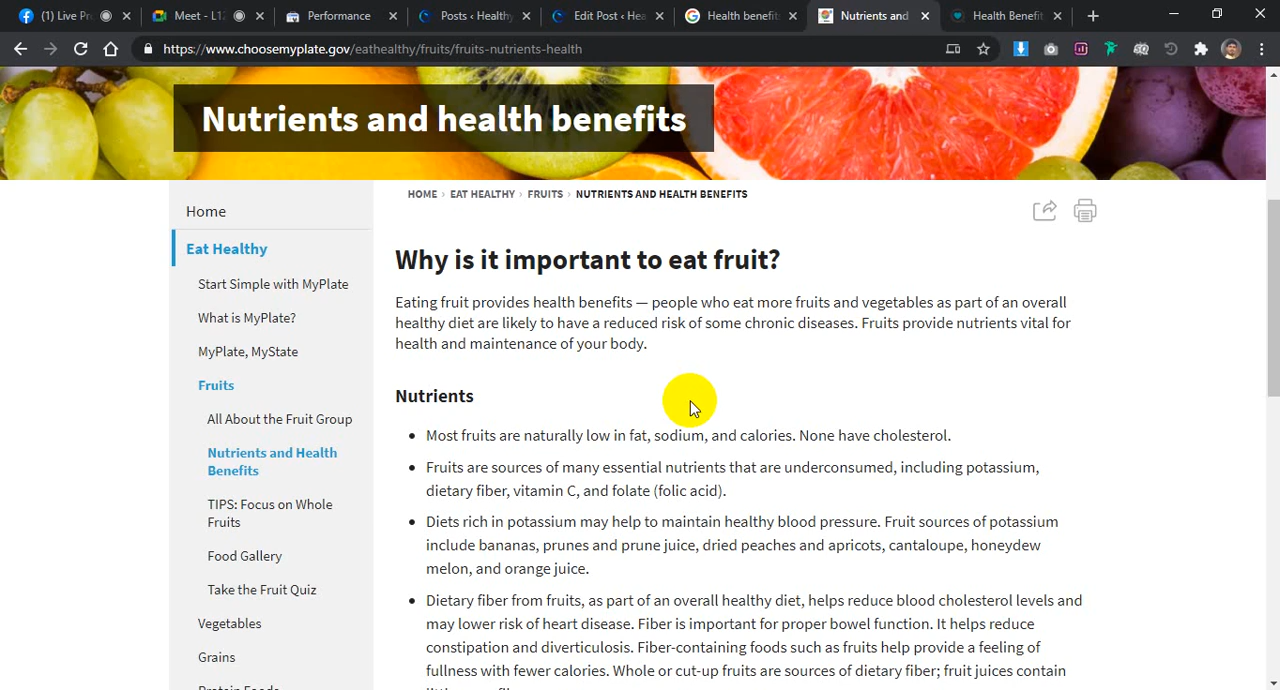 (1) Live Pr
Meet - L1
Performance
Posts ‹ Healthy
Edit Post ‹ Hea
Health benefit
Nutrients and
Health Benefit
https://www.choosemyplate.gov/eathealthy/fruits/fruits-nutrients-health
Nutrients and health benefits
HOME › EAT HEALTHY › FRUITS › NUTRIENTS AND HEALTH BENEFITS
Home
Eat Healthy
Start Simple with MyPlate
What is MyPlate?
MyPlate, MyState
Fruits
All About the Fruit Group
Nutrients and Health
Benefits
TIPS: Focus on Whole
Fruits
Food Gallery
Take the Fruit Quiz
Vegetables
Grains
Protein Foods
Why is it important to eat fruit?
Eating fruit provides health benefits — people who eat more fruits and vegetables as part of an overall
healthy diet are likely to have a reduced risk of some chronic diseases. Fruits provide nutrients vital for
health and maintenance of your body.
Nutrients
• Most fruits are naturally low in fat, sodium, and calories. None have cholesterol.
• Fruits are sources of many essential nutrients that are underconsumed, including potassium,
dietary fiber, vitamin C, and folate (folic acid).
• Diets rich in potassium may help to maintain healthy blood pressure. Fruit sources of potassium
include bananas, prunes and prune juice, dried peaches and apricots, cantaloupe, honeydew
melon, and orange juice.
• Dietary fiber from fruits, as part of an overall healthy diet, helps reduce blood cholesterol levels and
may lower risk of heart disease. Fiber is important for proper bowel function. It helps reduce
constipation and diverticulosis. Fiber-containing foods such as fruits help provide a feeling of
fullness with fewer calories. Whole or cut-up fruits are sources of dietary fiber; fruit juices contain